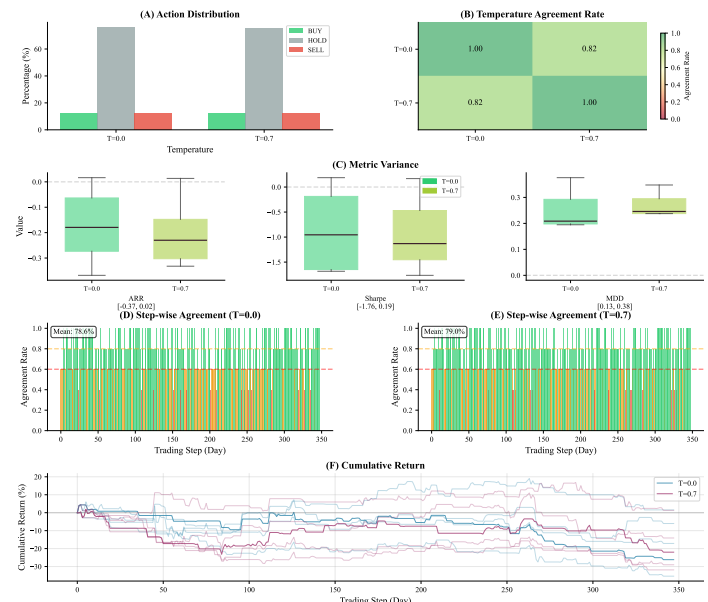 (A) Action Distribution
Percentage (%)
60
40
20
0
T=0.0
T=0.7
Temperature
BUY
HOLD
SELL
(B) Temperature Agreement Rate
T=0.0
T=0.7
1.00
0.82
0.82
1.00
T=0.0
T=0.7
1.0
0.8
0.6
0.4
0.2
0.0
Agreement Rate
(C) Metric Variance
Value
0.0
−0.1
−0.2
−0.3
T=0.0
T=0.7
ARR
[-0.37, 0.02]
0.0
−0.5
−1.0
−1.5
T=0.0
T=0.7
T=0.0
T=0.7
Sharpe
[-1.76, 0.19]
0.3
0.2
0.1
0.0
T=0.0
T=0.7
MDD
[0.13, 0.38]
(D) Step-wise Agreement (T=0.0)
Mean: 78.6%
Agreement Rate
1.0
0.8
0.6
0.4
0.2
0.0
0
50
100
150
200
250
300
350
Trading Step (Day)
(E) Step-wise Agreement (T=0.7)
Mean: 79.0%
Agreement Rate
1.0
0.8
0.6
0.4
0.2
0.0
0
50
100
150
200
250
300
350
Trading Step (Day)
(F) Cumulative Return
Cumulative Return (%)
20
10
0
−10
−20
−30
T=0.0
T=0.7
0
50
100
150
200
250
300
350
400
450
Trading Step (Day)